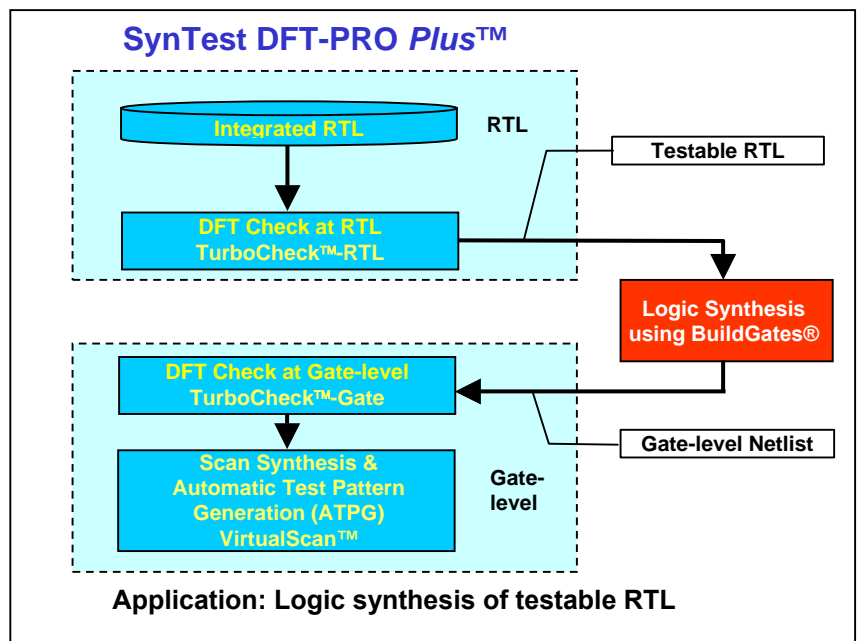 SynTest DFT-PRO Plus™
Integrated RTL
RTL
Testable RTL
DFT Check at RTL
TurboCheck™-RTL
Logic Synthesis
using BuildGates®
DFT Check at Gate-level
TurboCheck™-Gate
Gate-level Netlist
Scan Synthesis &
Automatic Test Pattern
Generation (ATPG)
VirtualScan™
Gate-
level
Application: Logic synthesis of testable RTL